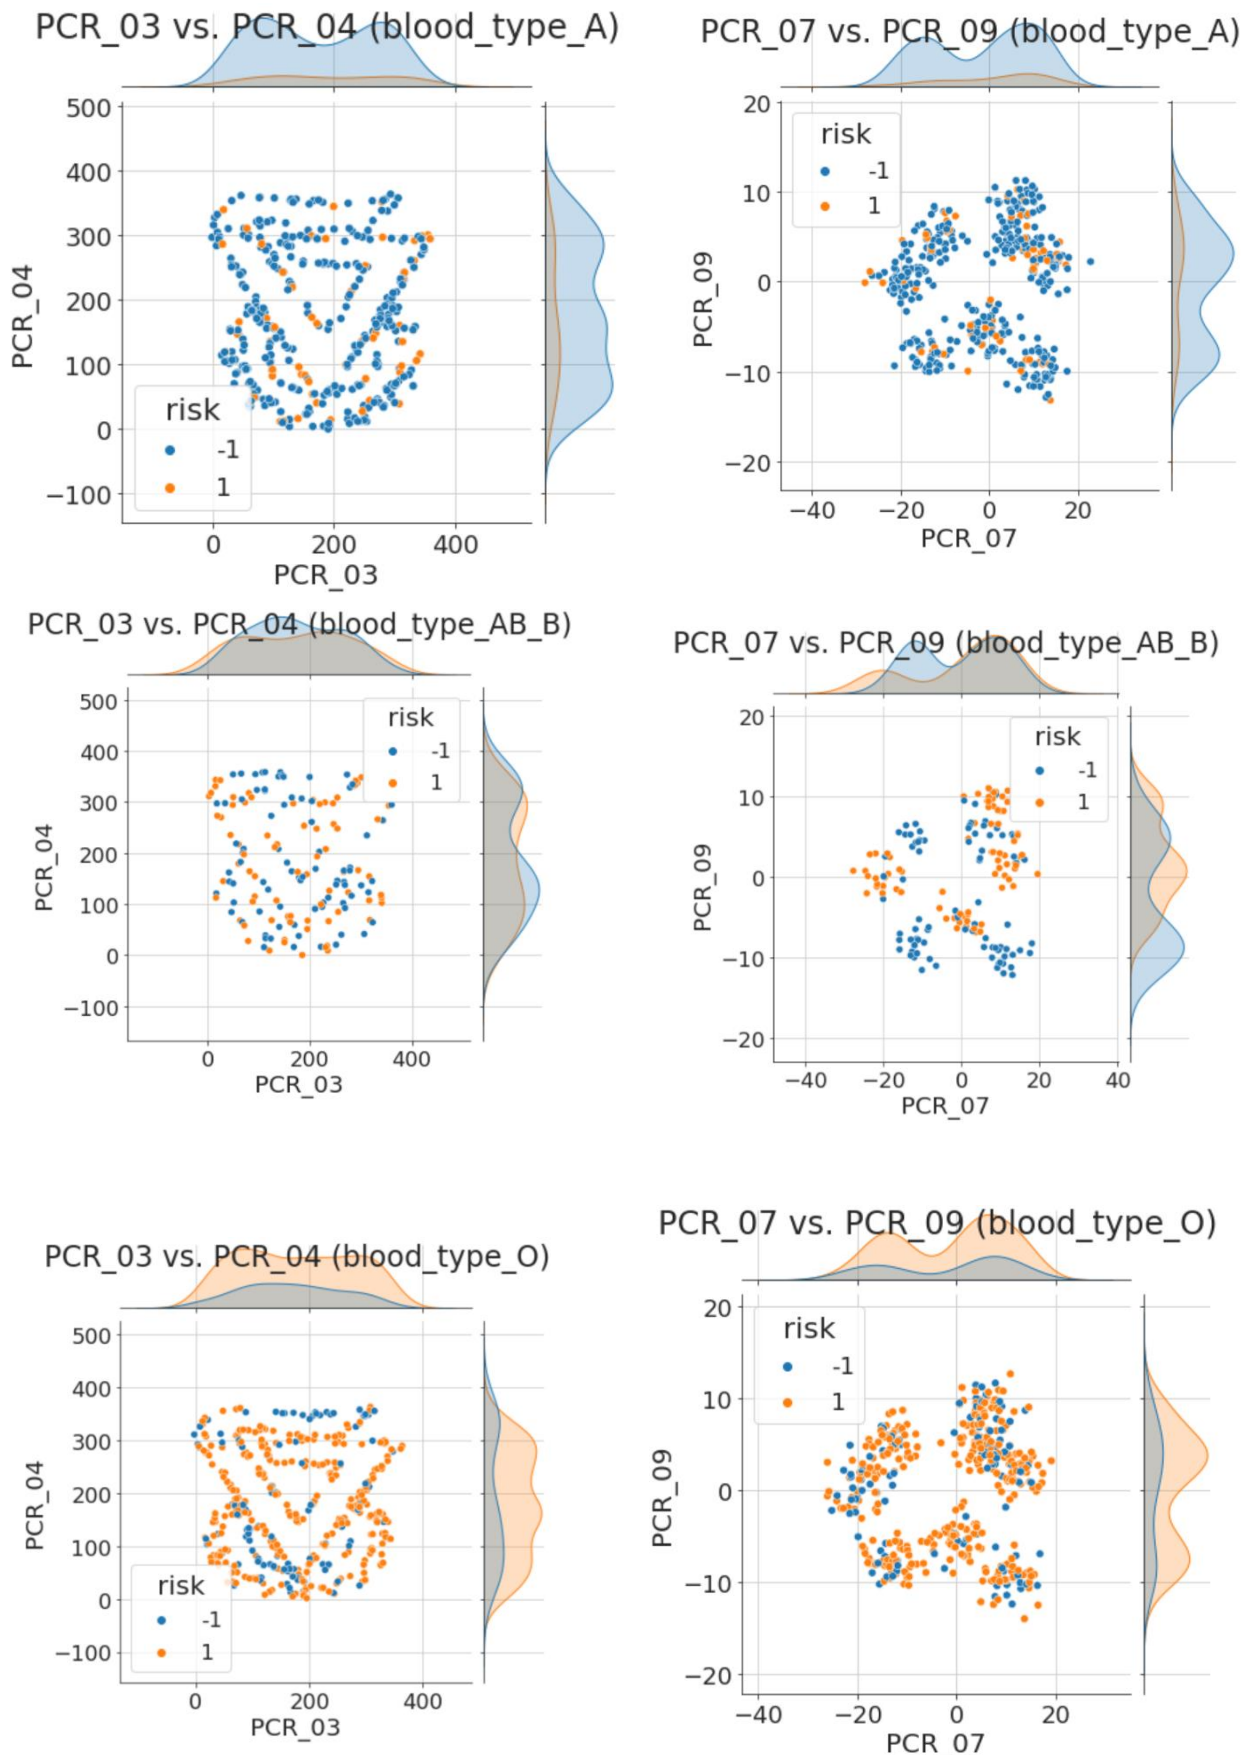 PCR_03 vs. PCR_04 (blood_type_A)
500
400
300
200
100
0
−100
PCR_04
risk
-1
1
0
200
400
PCR_03
PCR_07 vs. PCR_09 (blood_type_A)
20
10
0
−10
−20
PCR_09
risk
-1
1
−40
−20
0
20
PCR_07
PCR_03 vs. PCR_04 (blood_type_AB_B)
500
400
300
200
100
0
−100
PCR_04
risk
-1
1
0
200
400
PCR_03
PCR_07 vs. PCR_09 (blood_type_AB_B)
20
10
0
−10
−20
PCR_09
risk
-1
1
−40
−20
0
20
40
PCR_07
PCR_03 vs. PCR_04 (blood_type_O)
500
400
300
200
100
0
−100
PCR_04
risk
-1
1
0
200
400
PCR_03
PCR_07 vs. PCR_09 (blood_type_O)
20
10
0
−10
−20
PCR_09
risk
-1
1
−40
−20
0
20
PCR_07